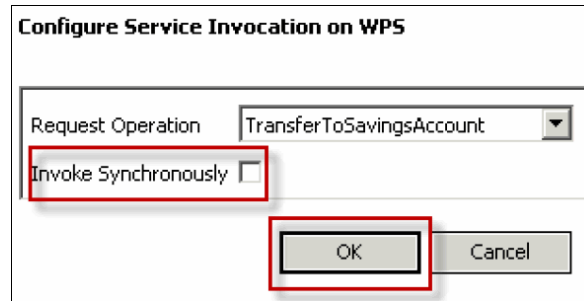 Configure Service Invocation on WPS
Request Operation TransferToSavingsAccount
Invoke Synchronously
OK Cancel